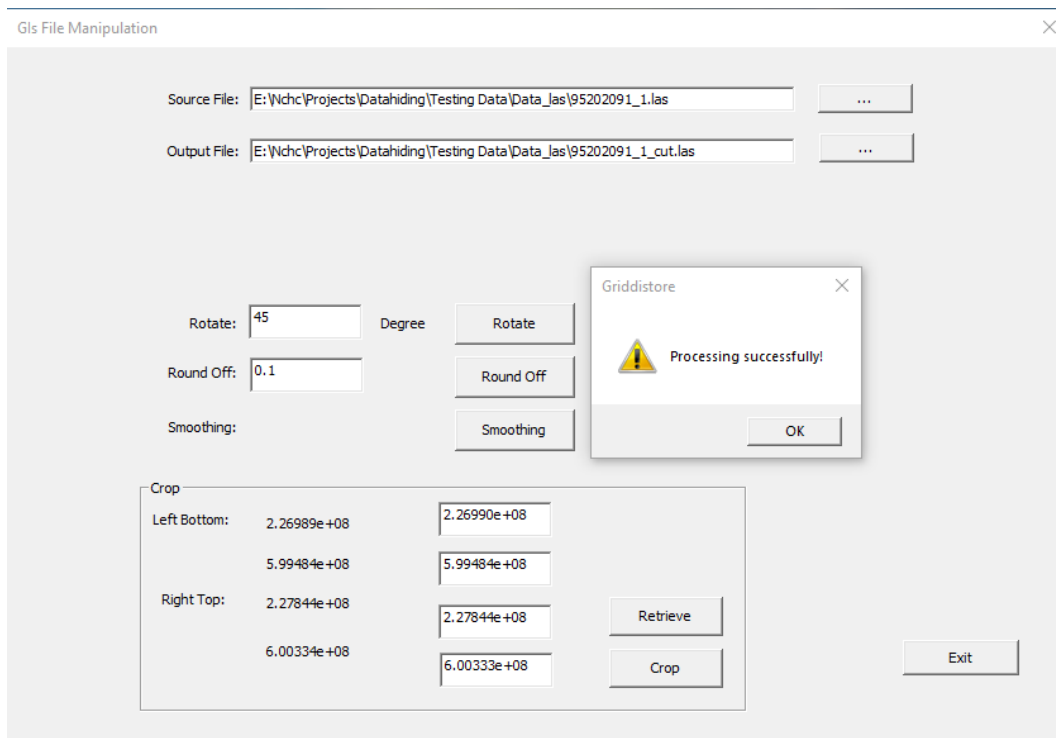 GIs File Manipulation
Source File: E:\Nchc\Projects\Datahiding\Testing Data\Data_las\95202091_1.las ...
Output File: E:\Nchc\Projects\Datahiding\Testing Data\Data_las\95202091_1_cut.las ...
Griddistore
Processing successfully!
OK
Rotate: 45 Degree Rotate
Round Off: 0.1 Round Off
Smoothing: Smoothing
Crop
Left Bottom: 2.26989e+08 2.26990e+08
5.99484e+08 5.99484e+08
Right Top: 2.27844e+08 2.27844e+08 Retrieve
6.00334e+08 6.00333e+08 Crop
Exit